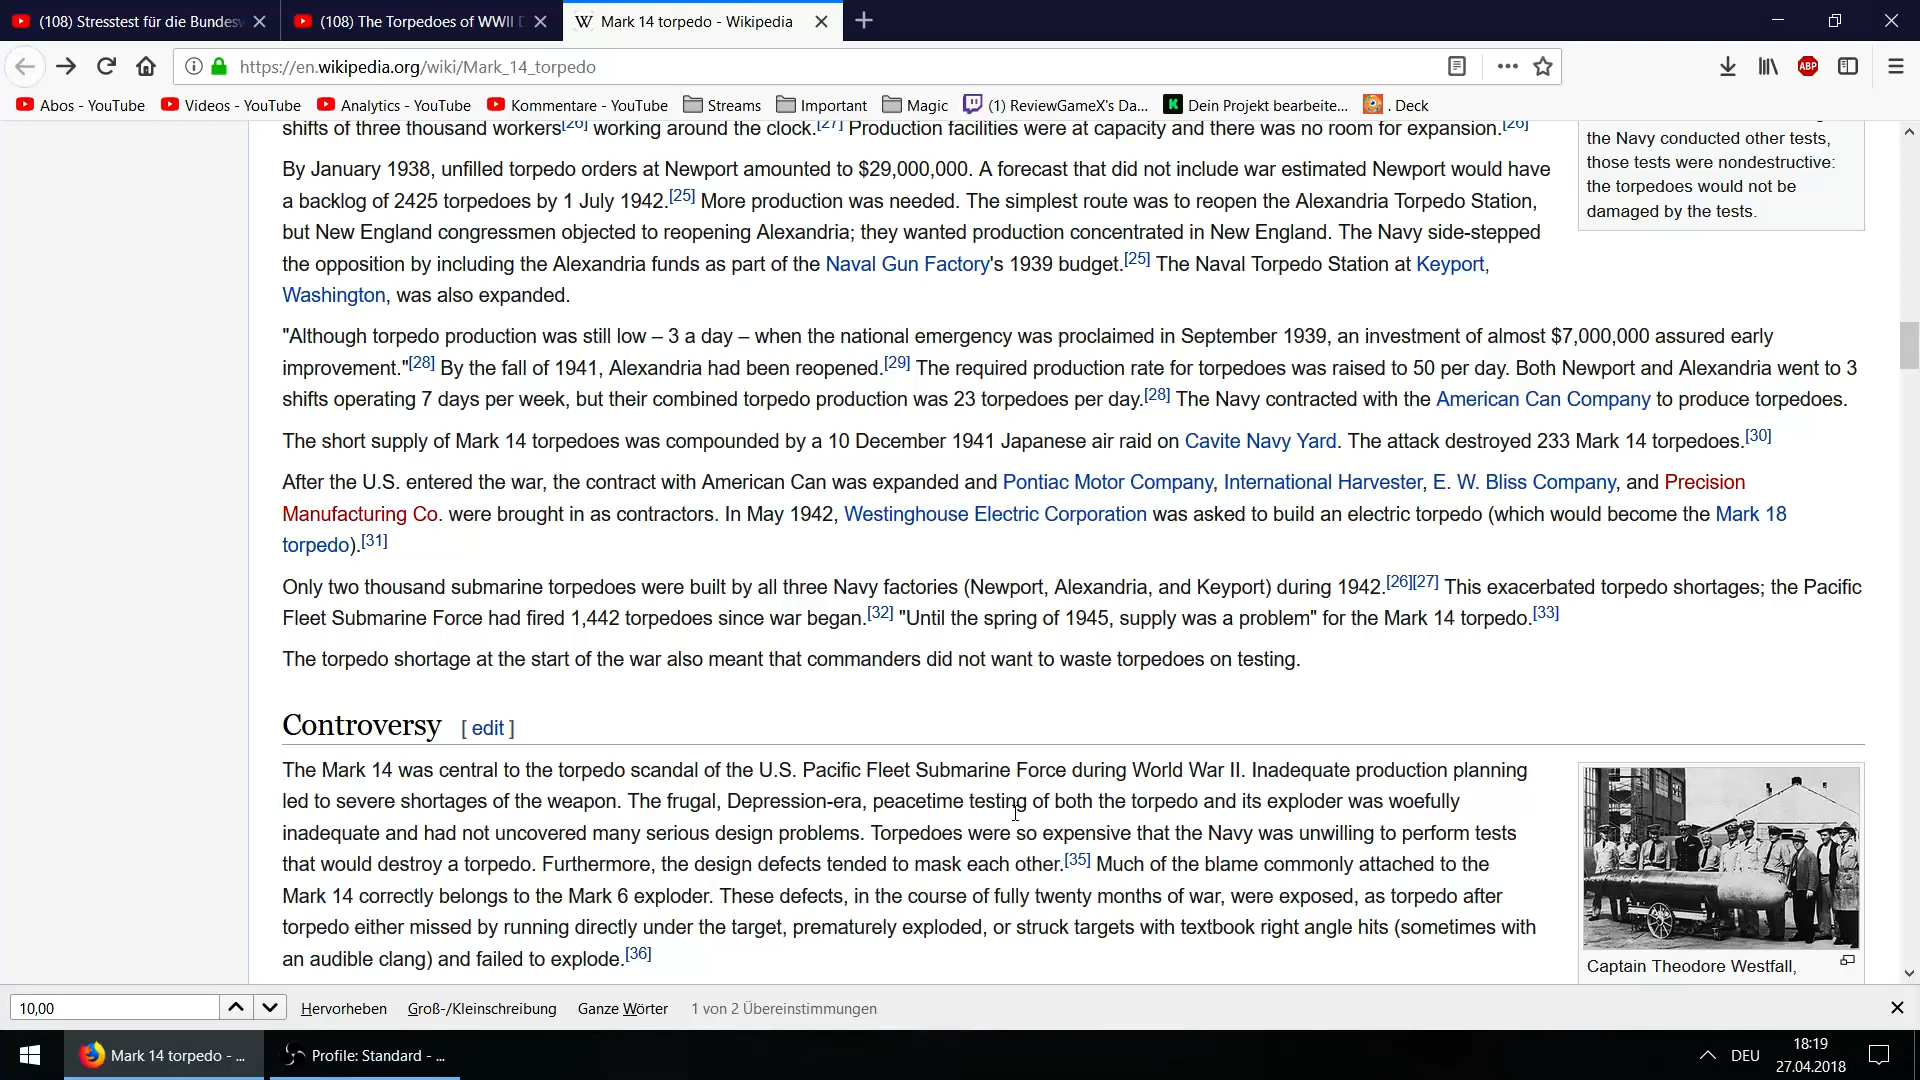 (108) Stresstest für die Bundesw
(108) The Torpedoes of WWII D
W Mark 14 torpedo - Wikipedia
https://en.wikipedia.org/wiki/Mark_14_torpedo
ABP
Abos - YouTube Videos - YouTube Analytics - YouTube Kommentare - YouTube Streams Important Magic (1) ReviewGameX's Da... K Dein Projekt bearbeite... . Deck
shifts of three thousand workers[26] working around the clock.[27] Production facilities were at capacity and there was no room for expansion.[26]
By January 1938, unfilled torpedo orders at Newport amounted to $29,000,000. A forecast that did not include war estimated Newport would have
a backlog of 2425 torpedoes by 1 July 1942.[25] More production was needed. The simplest route was to reopen the Alexandria Torpedo Station,
but New England congressmen objected to reopening Alexandria; they wanted production concentrated in New England. The Navy side-stepped
the opposition by including the Alexandria funds as part of the Naval Gun Factory's 1939 budget.[25] The Naval Torpedo Station at Keyport,
Washington, was also expanded.
the Navy conducted other tests,
those tests were nondestructive:
the torpedoes would not be
damaged by the tests.
"Although torpedo production was still low – 3 a day – when the national emergency was proclaimed in September 1939, an investment of almost $7,000,000 assured early
improvement."[28] By the fall of 1941, Alexandria had been reopened.[29] The required production rate for torpedoes was raised to 50 per day. Both Newport and Alexandria went to 3
shifts operating 7 days per week, but their combined torpedo production was 23 torpedoes per day.[28] The Navy contracted with the American Can Company to produce torpedoes.
The short supply of Mark 14 torpedoes was compounded by a 10 December 1941 Japanese air raid on Cavite Navy Yard. The attack destroyed 233 Mark 14 torpedoes.[30]
After the U.S. entered the war, the contract with American Can was expanded and Pontiac Motor Company, International Harvester, E. W. Bliss Company, and Precision
Manufacturing Co. were brought in as contractors. In May 1942, Westinghouse Electric Corporation was asked to build an electric torpedo (which would become the Mark 18
torpedo).[31]
Only two thousand submarine torpedoes were built by all three Navy factories (Newport, Alexandria, and Keyport) during 1942.[26][27] This exacerbated torpedo shortages; the Pacific
Fleet Submarine Force had fired 1,442 torpedoes since war began.[32] "Until the spring of 1945, supply was a problem" for the Mark 14 torpedo.[33]
The torpedo shortage at the start of the war also meant that commanders did not want to waste torpedoes on testing.
Controversy [ edit ]
The Mark 14 was central to the torpedo scandal of the U.S. Pacific Fleet Submarine Force during World War II. Inadequate production planning
led to severe shortages of the weapon. The frugal, Depression-era, peacetime testing of both the torpedo and its exploder was woefully
inadequate and had not uncovered many serious design problems. Torpedoes were so expensive that the Navy was unwilling to perform tests
that would destroy a torpedo. Furthermore, the design defects tended to mask each other.[35] Much of the blame commonly attached to the
Mark 14 correctly belongs to the Mark 6 exploder. These defects, in the course of fully twenty months of war, were exposed, as torpedo after
torpedo either missed by running directly under the target, prematurely exploded, or struck targets with textbook right angle hits (sometimes with
an audible clang) and failed to explode.[36]
Captain Theodore Westfall,
10,00 Hervorheben Groß-/Kleinschreibung Ganze Wörter 1 von 2 Übereinstimmungen
Mark 14 torpedo - ... Profile: Standard - ... DEU 18:19
27.04.2018